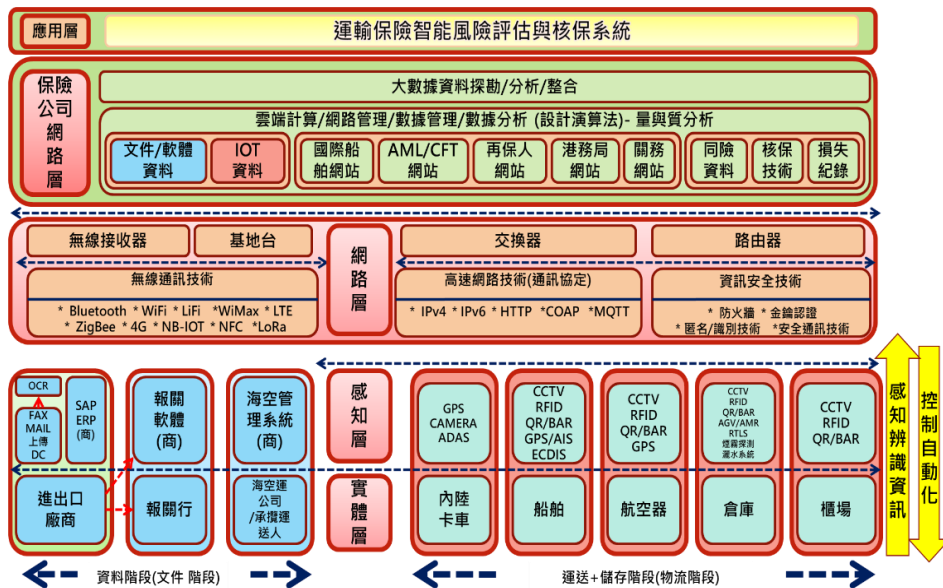 應用層
運輸保險智能風險評估與核保系統
保險
公司
網
路
層
大數據資料探勘/分析/整合
雲端計算/網路管理/數據管理/數據分析 (設計演算法)- 量與質分析
文件/軟體
資料
IOT
資料
國際船
舶網站
AML/CFT
網站
再保人
網站
港務局
網站
關務
網站
同險
資料
核保
技術
損失
紀錄
無線接收器
基地台
網
路
層
交換器
路由器
無線通訊技術
* Bluetooth * WiFi * LiFi *WiMax * LTE
* ZigBee * 4G * NB-IOT * NFC *LoRa
高速網路技術(通訊協定)
* IPv4 * IPv6 * HTTP *COAP *MQTT
資訊安全技術
* 防火牆 * 金鑰認證
* 匿名/識別技術 *安全通訊技術
OCR
FAX
MAIL
上傳
DC
SAP
ERP
(商)
報關
軟體
(商)
海空管
理系統
(商)
感
知
層
GPS
CAMERA
ADAS
CCTV
RFID
QR/BAR
GPS/AIS
ECDIS
CCTV
RFID
QR/BAR
GPS
CCTV
RFID
QR/BAR
AGV/AMR
RTLS
煙霧探測
灑水系統
CCTV
RFID
QR/BAR
進出口
廠商
報關行
海空運
公司
/承攬運
送人
實
體
層
內陸
卡車
船舶
航空器
倉庫
櫃場
感知辨識資訊
控制自動化
資料階段(文件 階段)
運送+儲存階段(物流階段)